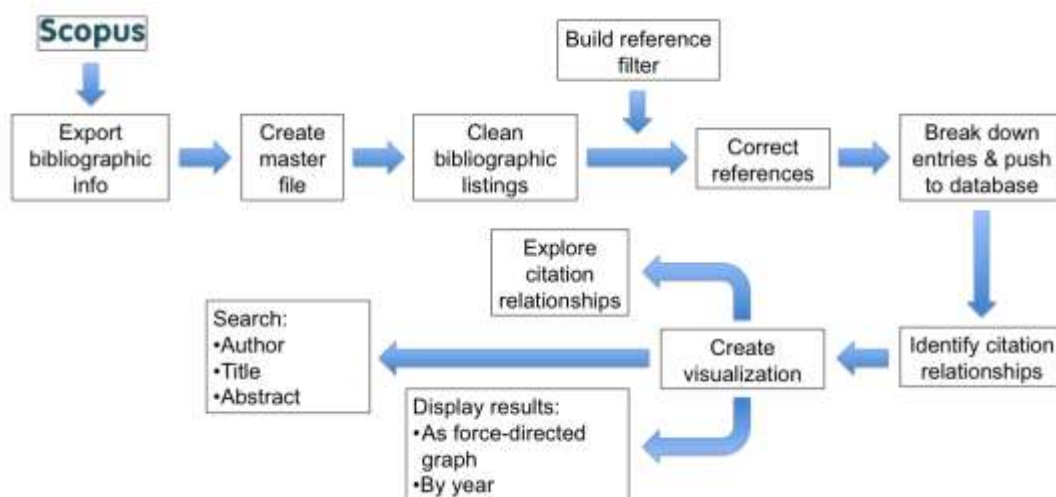 Scopus
Build reference
filter
Export
bibliographic
info
Create
master
file
Clean
bibliographic
listings
Correct
references
Break down
entries & push
to database
Explore
citation
relationships
Search:
•Author
•Title
•Abstract
Create
visualization
Identify citation
relationships
Display results:
•As force-directed
graph
•By year